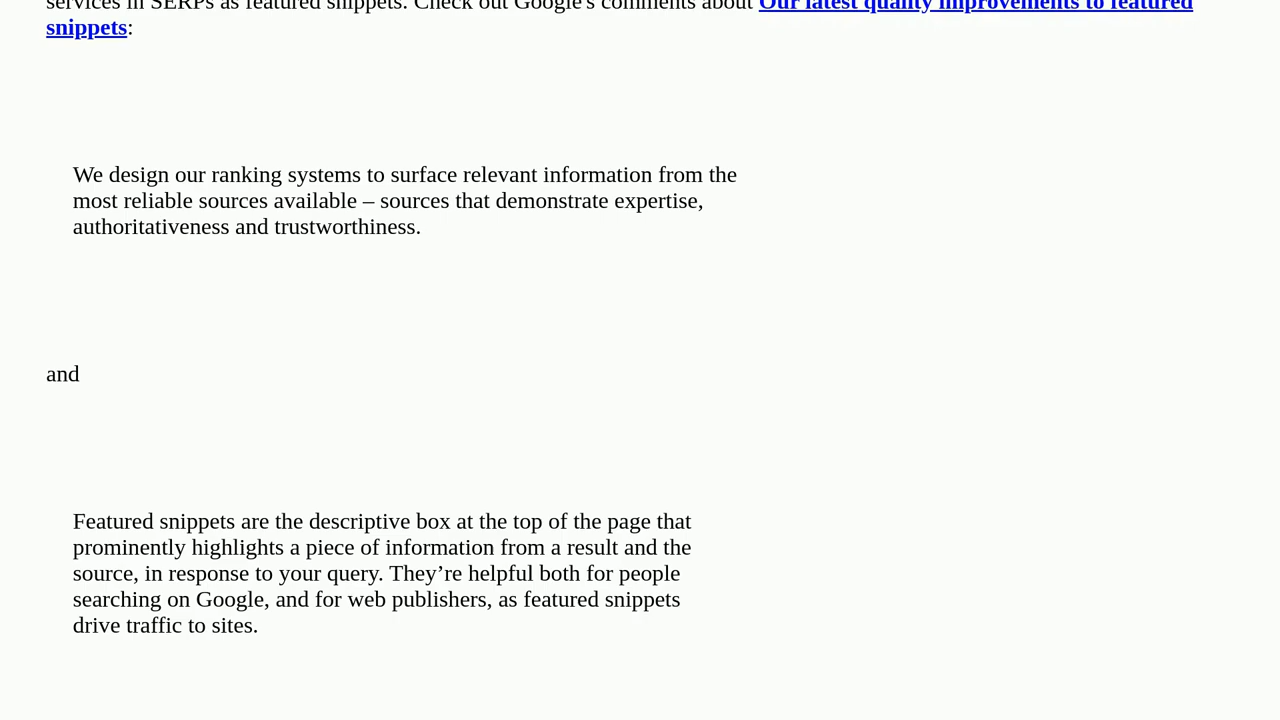 services in SERPs as featured snippets. Check out Google's comments about Our latest quality improvements to featured
snippets:
We design our ranking systems to surface relevant information from the
most reliable sources available – sources that demonstrate expertise,
authoritativeness and trustworthiness.
and
Featured snippets are the descriptive box at the top of the page that
prominently highlights a piece of information from a result and the
source, in response to your query. They’re helpful both for people
searching on Google, and for web publishers, as featured snippets
drive traffic to sites.